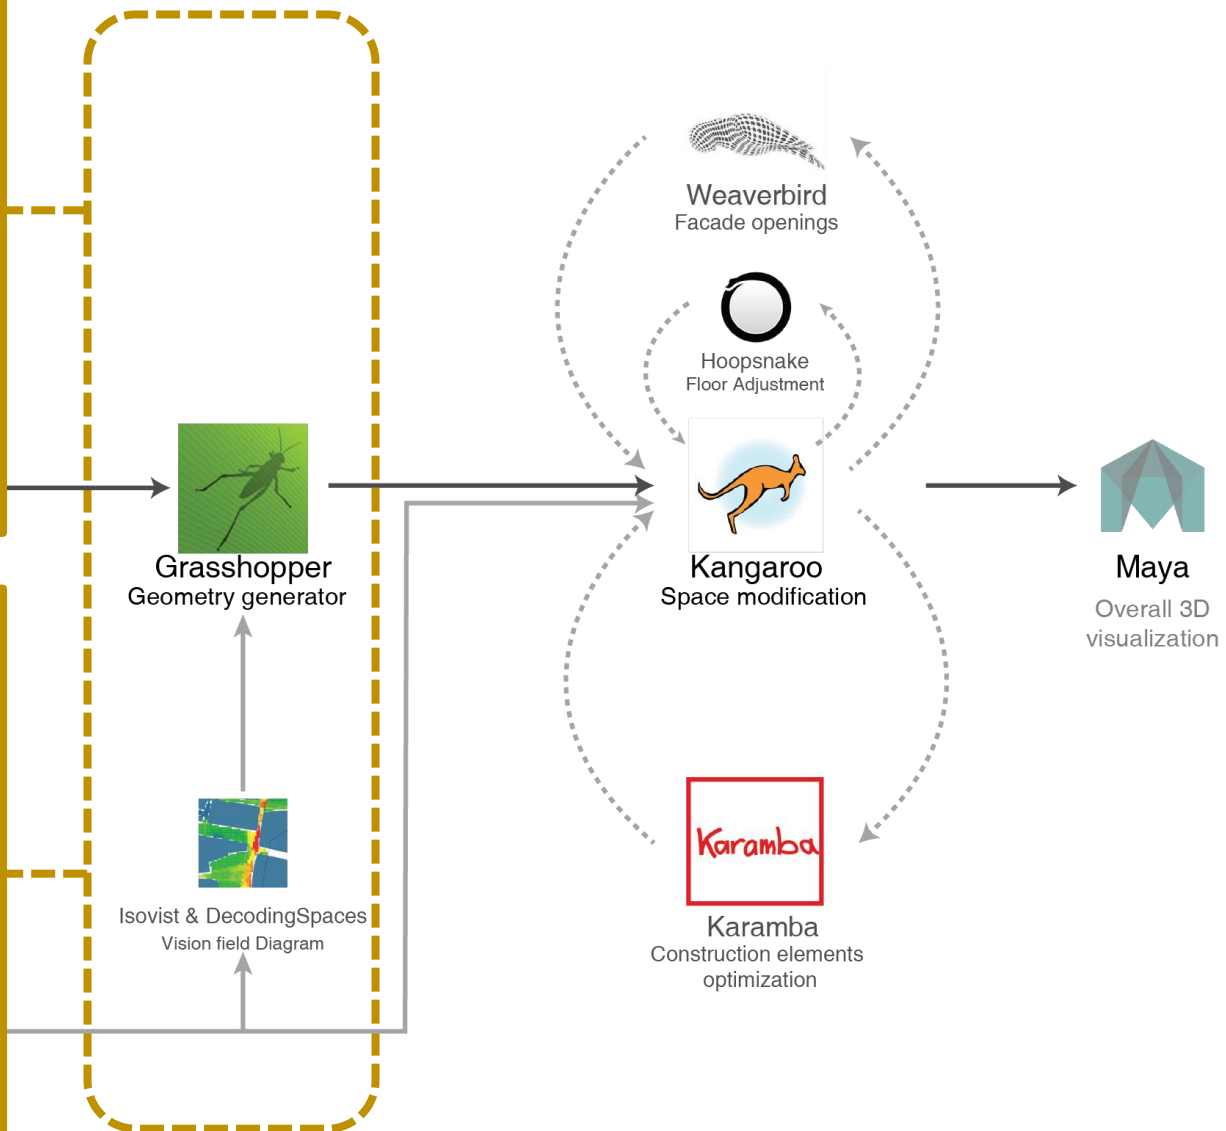 Weaverbird
Facade openings
Hoopsnake
Floor Adjustment
Grasshopper
Geometry generator
Kangaroo
Space modification
Maya
Overall 3D
visualization
Isovist & DecodingSpaces
Vision field Diagram
Karamba
Karamba
Construction elements
optimization